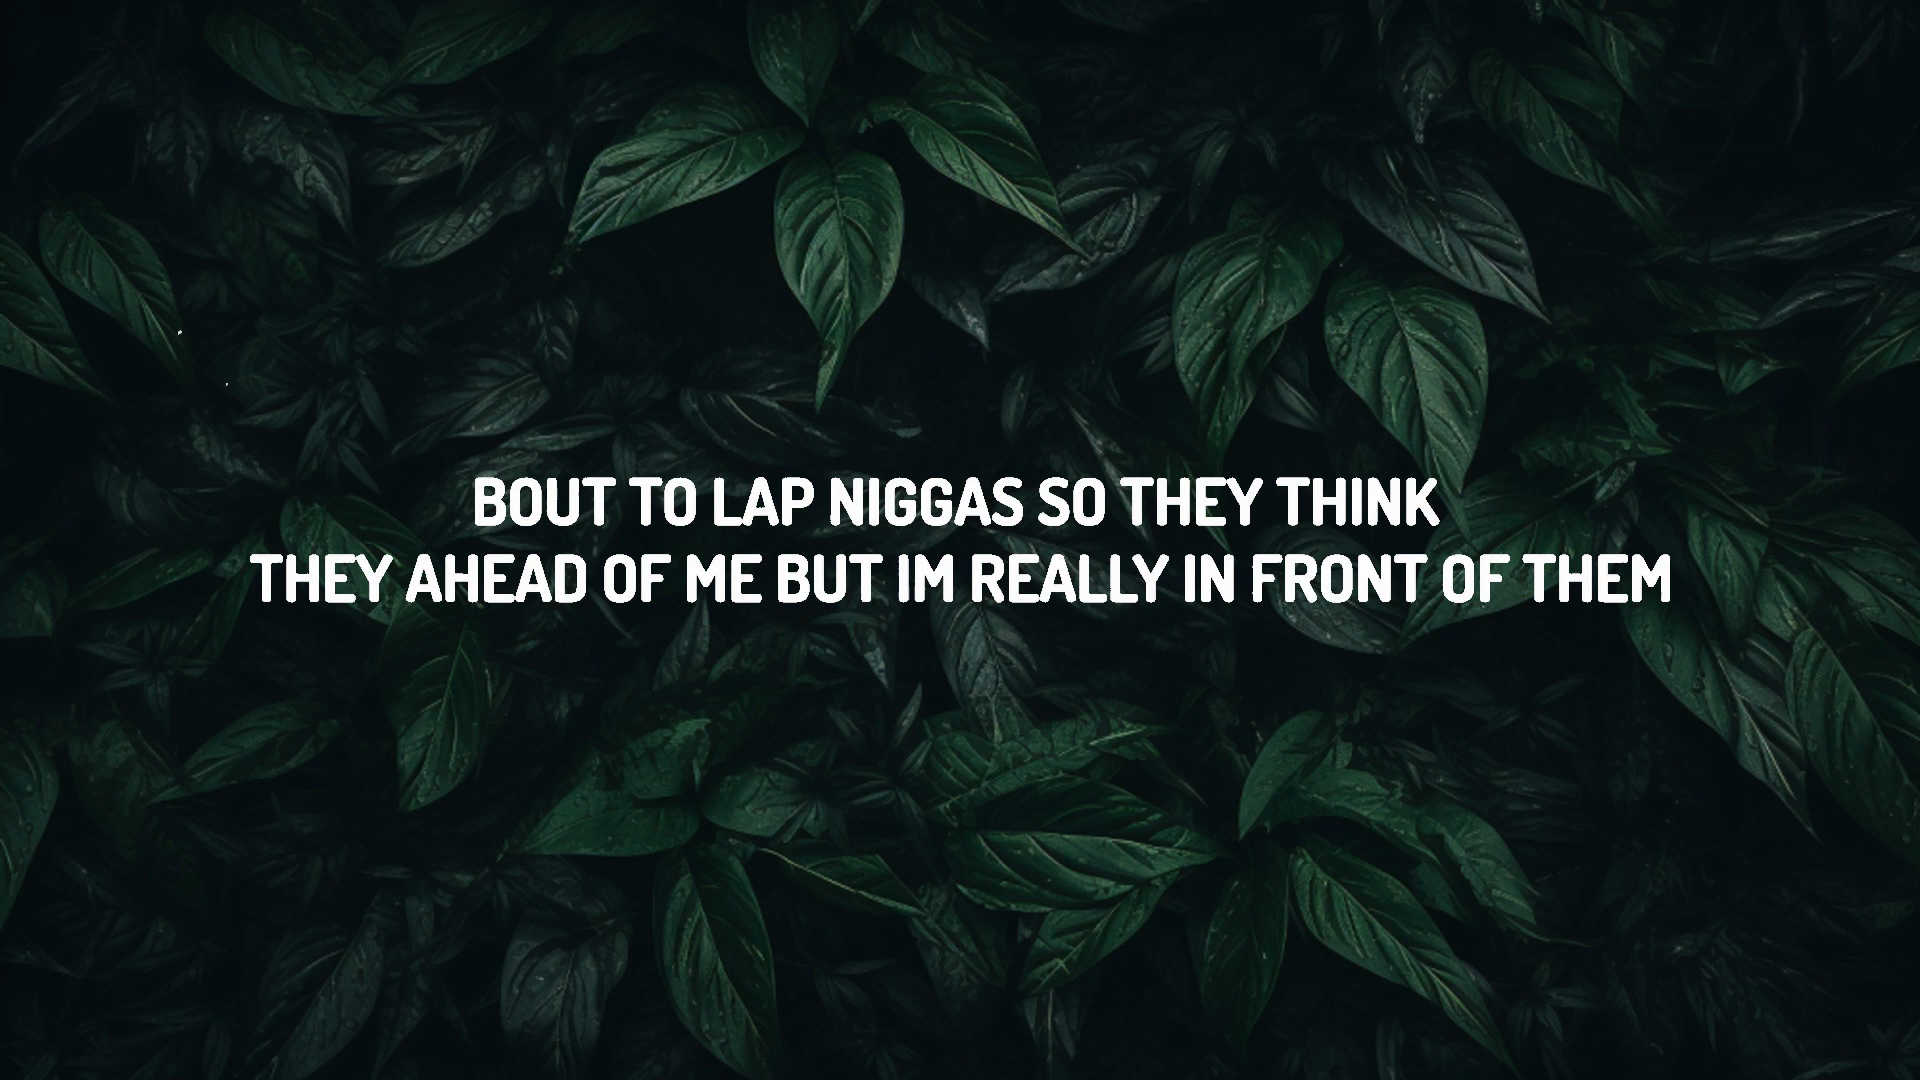 BOUT TO LAP NIGGAS SO THEY THINK
THEY AHEAD OF ME BUT IM REALLY IN FRONT OF THEM